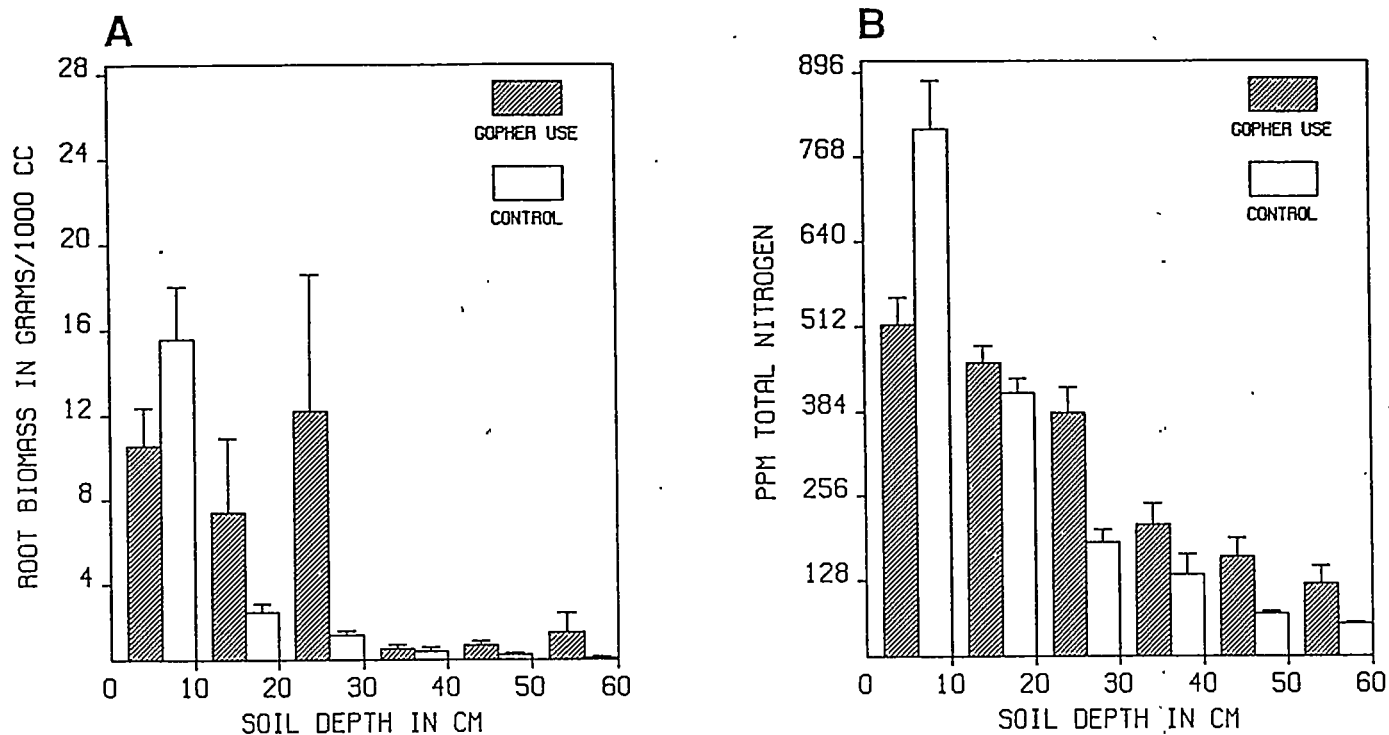 A
ROOT BIOMASS IN GRAMS/1000 CC
28
24
20
16
12
8
4
GOPHER USE
CONTROL
0 10 20 30 40 50 60
SOIL DEPTH IN CM
B
PPM TOTAL NITROGEN
896
768
640
512
384
256
128
GOPHER USE
CONTROL
0 10 20 30 40 50 60
SOIL DEPTH IN CM